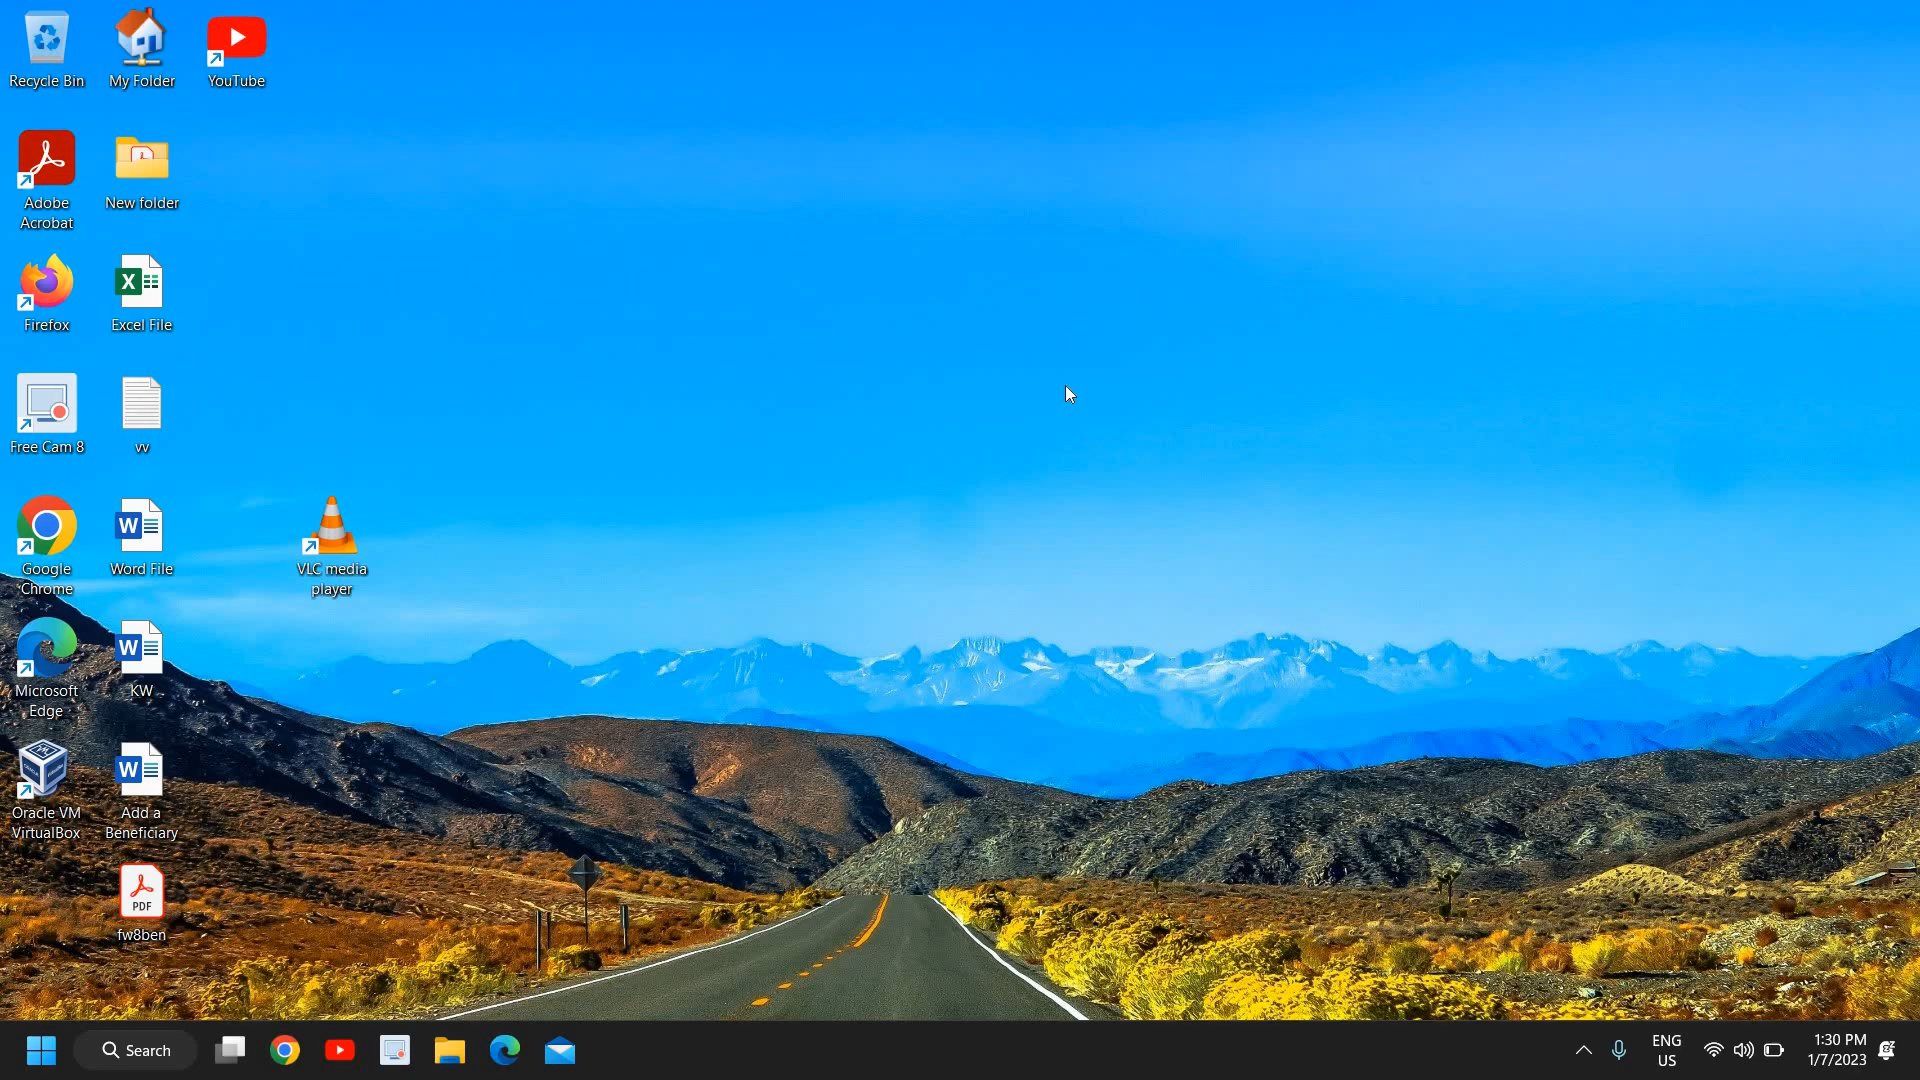 Recycle Bin
My Folder
YouTube
Adobe
Acrobat
New folder
Firefox
X
Excel File
Free Cam 8
vv
Google
Chrome
W
Word File
VLC media
player
Microsoft
Edge
W
KW
Oracle VM
VirtualBox
W
Add a
Beneficiary
PDF
fw8ben
Search
ENG
US
1:30 PM
1/7/2023